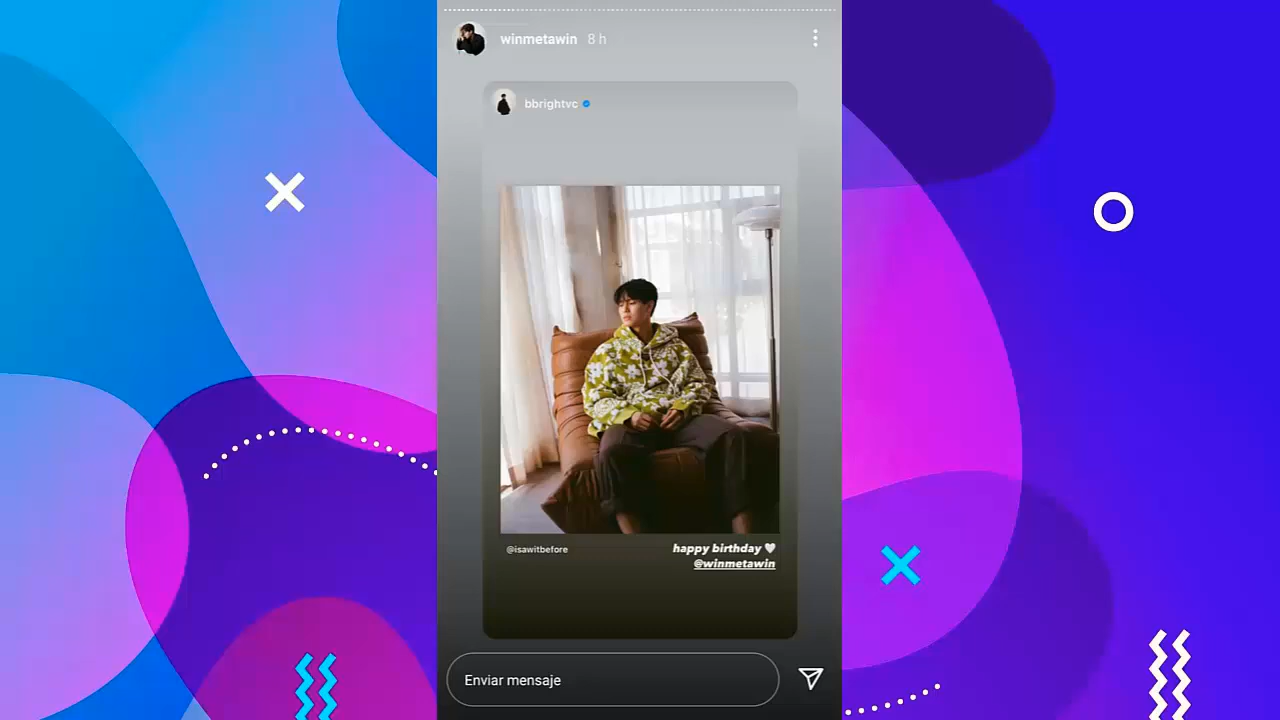 winmetawin 8 h
bbrightvc
@isawitbefore
happy birthday 🤍
@winmetawin
Enviar mensaje